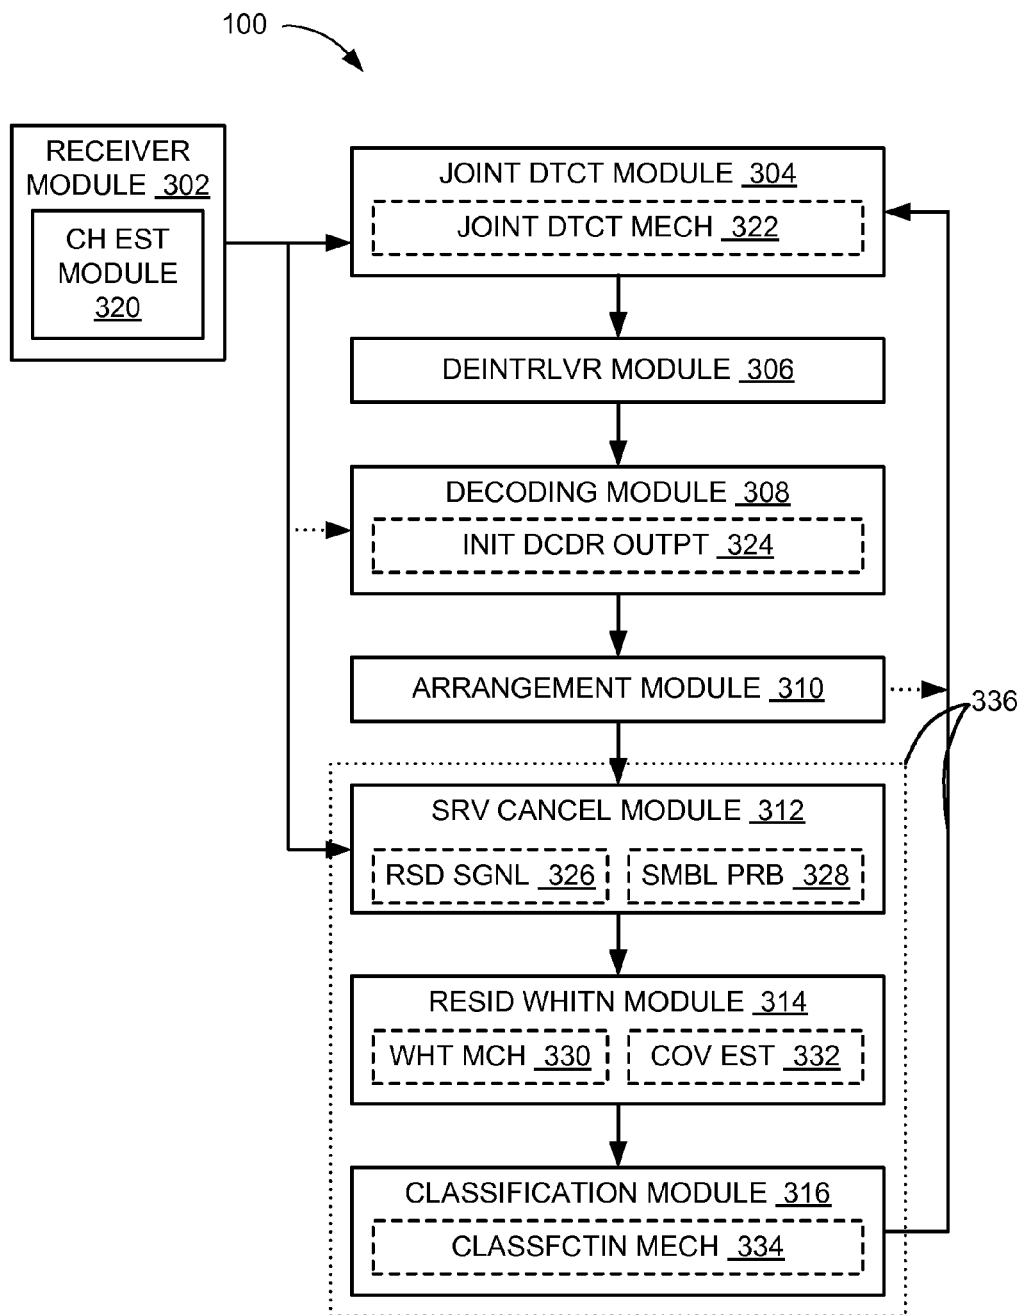 100
RECEIVER
MODULE 302
CH EST
MODULE
320
JOINT DTCT MODULE 304
JOINT DTCT MECH 322
DEINTRLVR MODULE 306
DECODING MODULE 308
INIT DCDR OUTPT 324
ARRANGEMENT MODULE 310
336
SRV CANCEL MODULE 312
RSD SGNL 326
SMBL PRB 328
RESID WHITN MODULE 314
WHT MCH 330
COV EST 332
CLASSIFICATION MODULE 316
CLASSFCTIN MECH 334